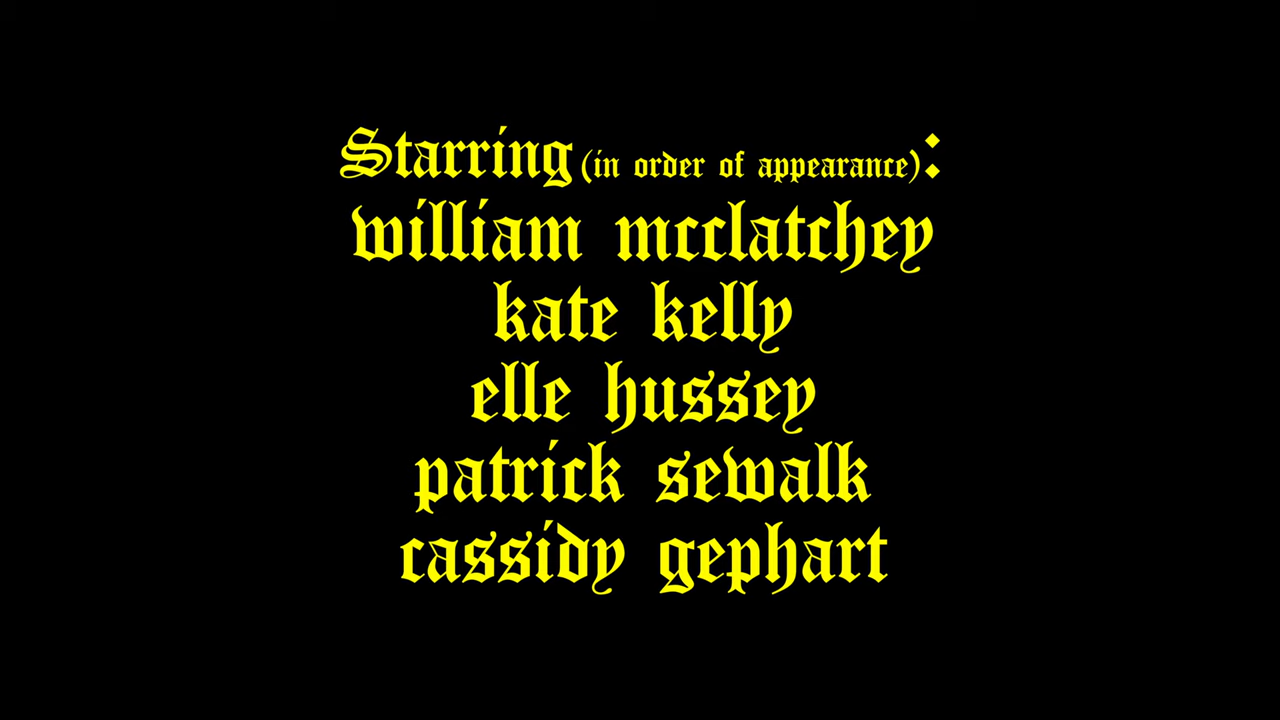 Starring (in order of appearance):
william mcclatchey
kate kelly
elle hussey
patrick sewalk
cassidy gephart